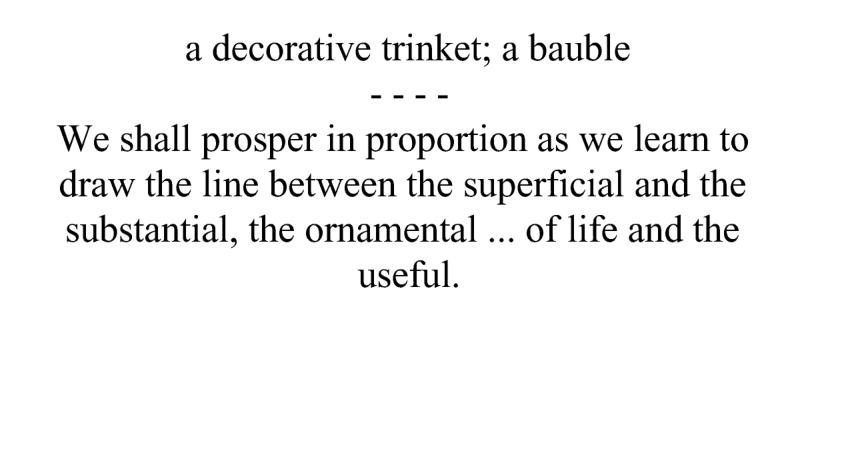 a decorative trinket; a bauble
- - - -
We shall prosper in proportion as we learn to
draw the line between the superficial and the
substantial, the ornamental ... of life and the
useful.